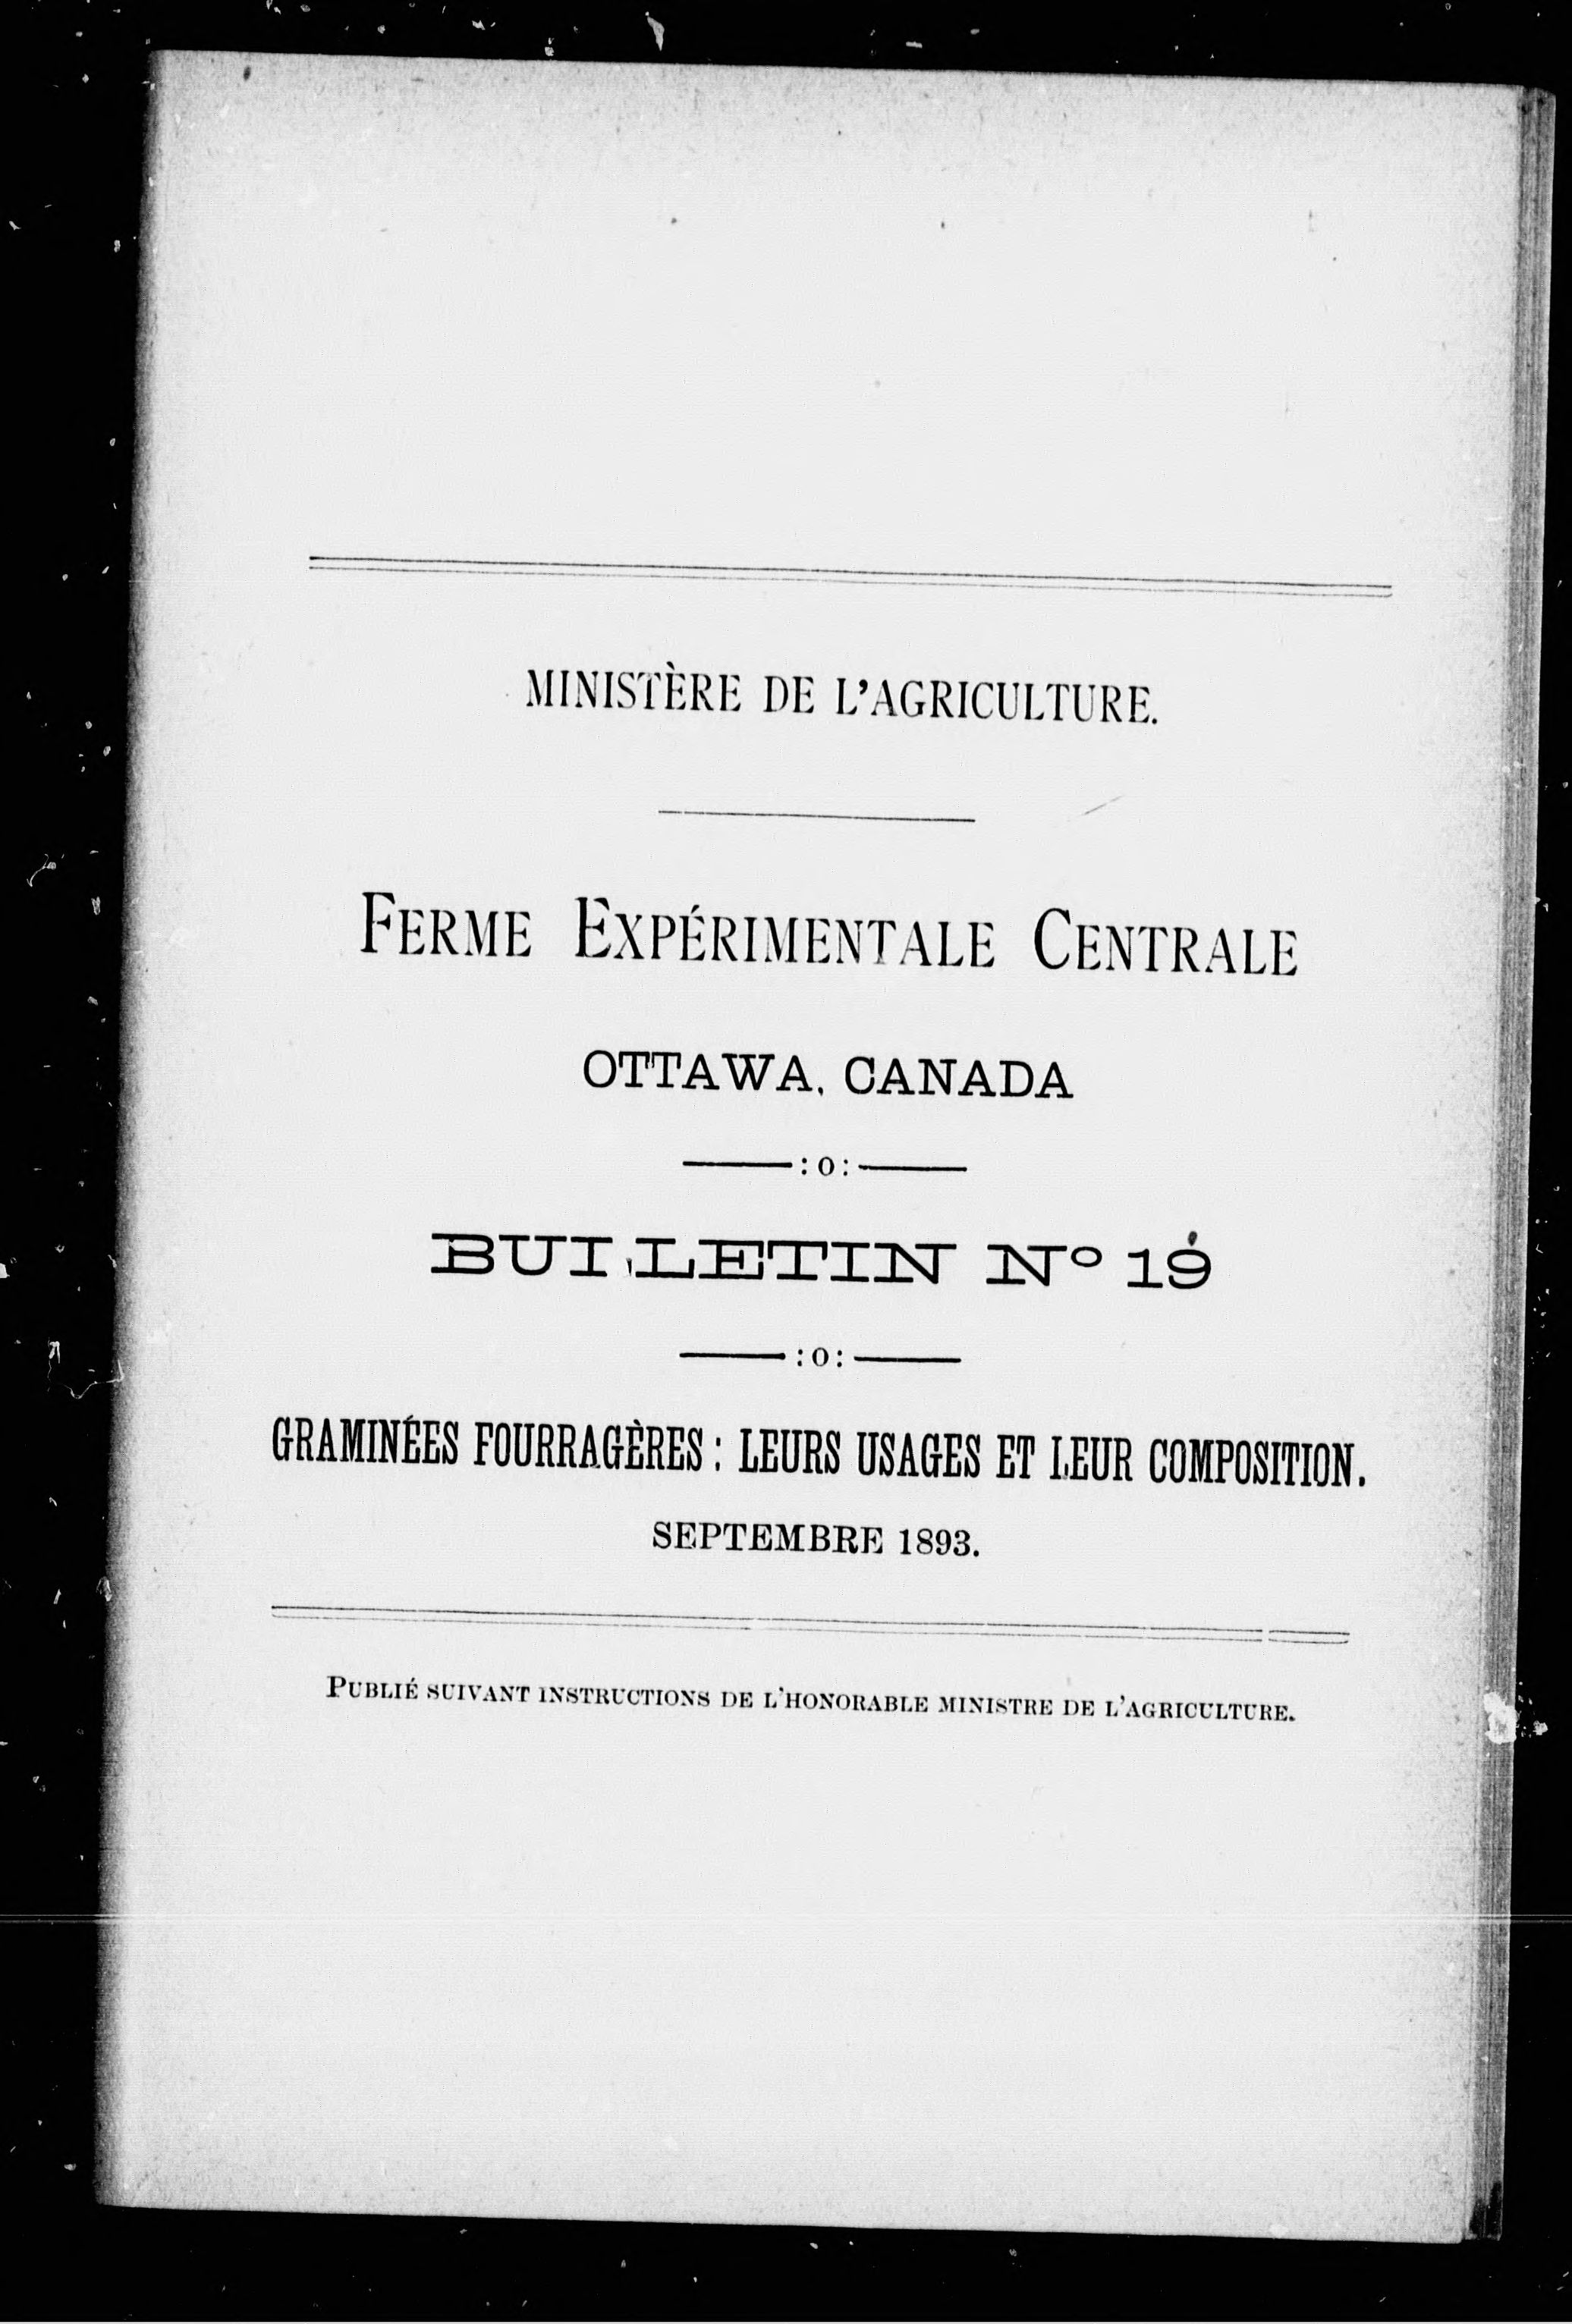 MINISTÈRE DE L'AGRICULTURE.
FERME EXPÉRIMENTALE CENTRALE
OTTAWA, CANADA
:o:
BULLETIN No 19
:o:
GRAMINÉES FOURRAGÈRES : LEURS USAGES ET LEUR COMPOSITION.
SEPTEMBRE 1893.
PUBLIÉ SUIVANT INSTRUCTIONS DE L'HONORABLE MINISTRE DE L'AGRICULTURE.